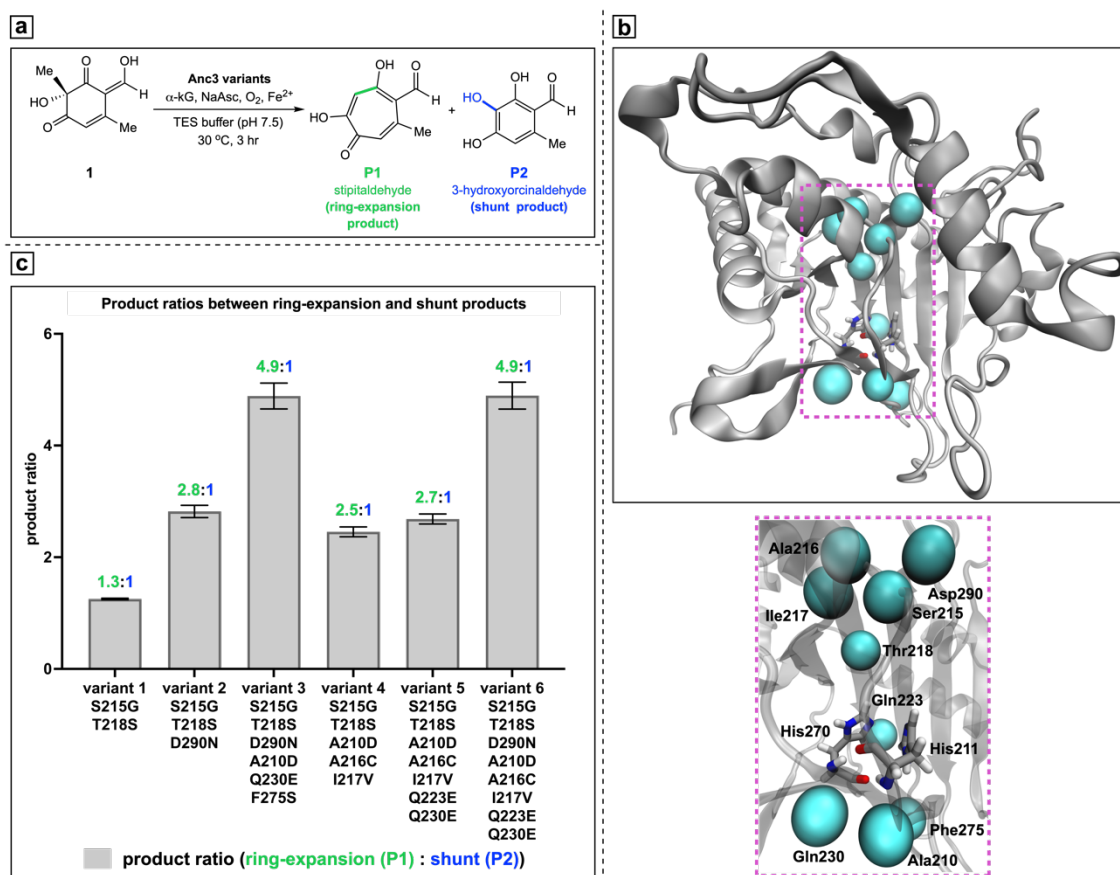 a
Me
O
OH
HO
O
Me
1
Anc3 variants
α-kG, NaAsc, O₂, Fe²⁺
TES buffer (pH 7.5)
30 ºC, 3 hr
OH
O
HO
O
Me
P1
stipitaldehyde
(ring-expansion
product)
+
OH
HO
O
HO
Me
P2
3-hydroxyorcinaldehyde
(shunt product)
b
Ala216
Asp290
Ile217
Ser215
Thr218
Gln223
His270
His211
Phe275
Gln230
Ala210
c
Product ratios between ring-expansion and shunt products
product ratio
6
4
2
0
1.3:1
2.8:1
4.9:1
2.5:1
2.7:1
4.9:1
variant 1
S215G
T218S
variant 2
S215G
T218S
D290N
variant 3
S215G
T218S
D290N
A210D
Q230E
F275S
variant 4
S215G
T218S
A210D
A216C
I217V
variant 5
S215G
T218S
A210D
A216C
I217V
Q223E
Q230E
variant 6
S215G
T218S
D290N
A210D
A216C
I217V
Q223E
Q230E
product ratio (ring-expansion (P1) : shunt (P2))